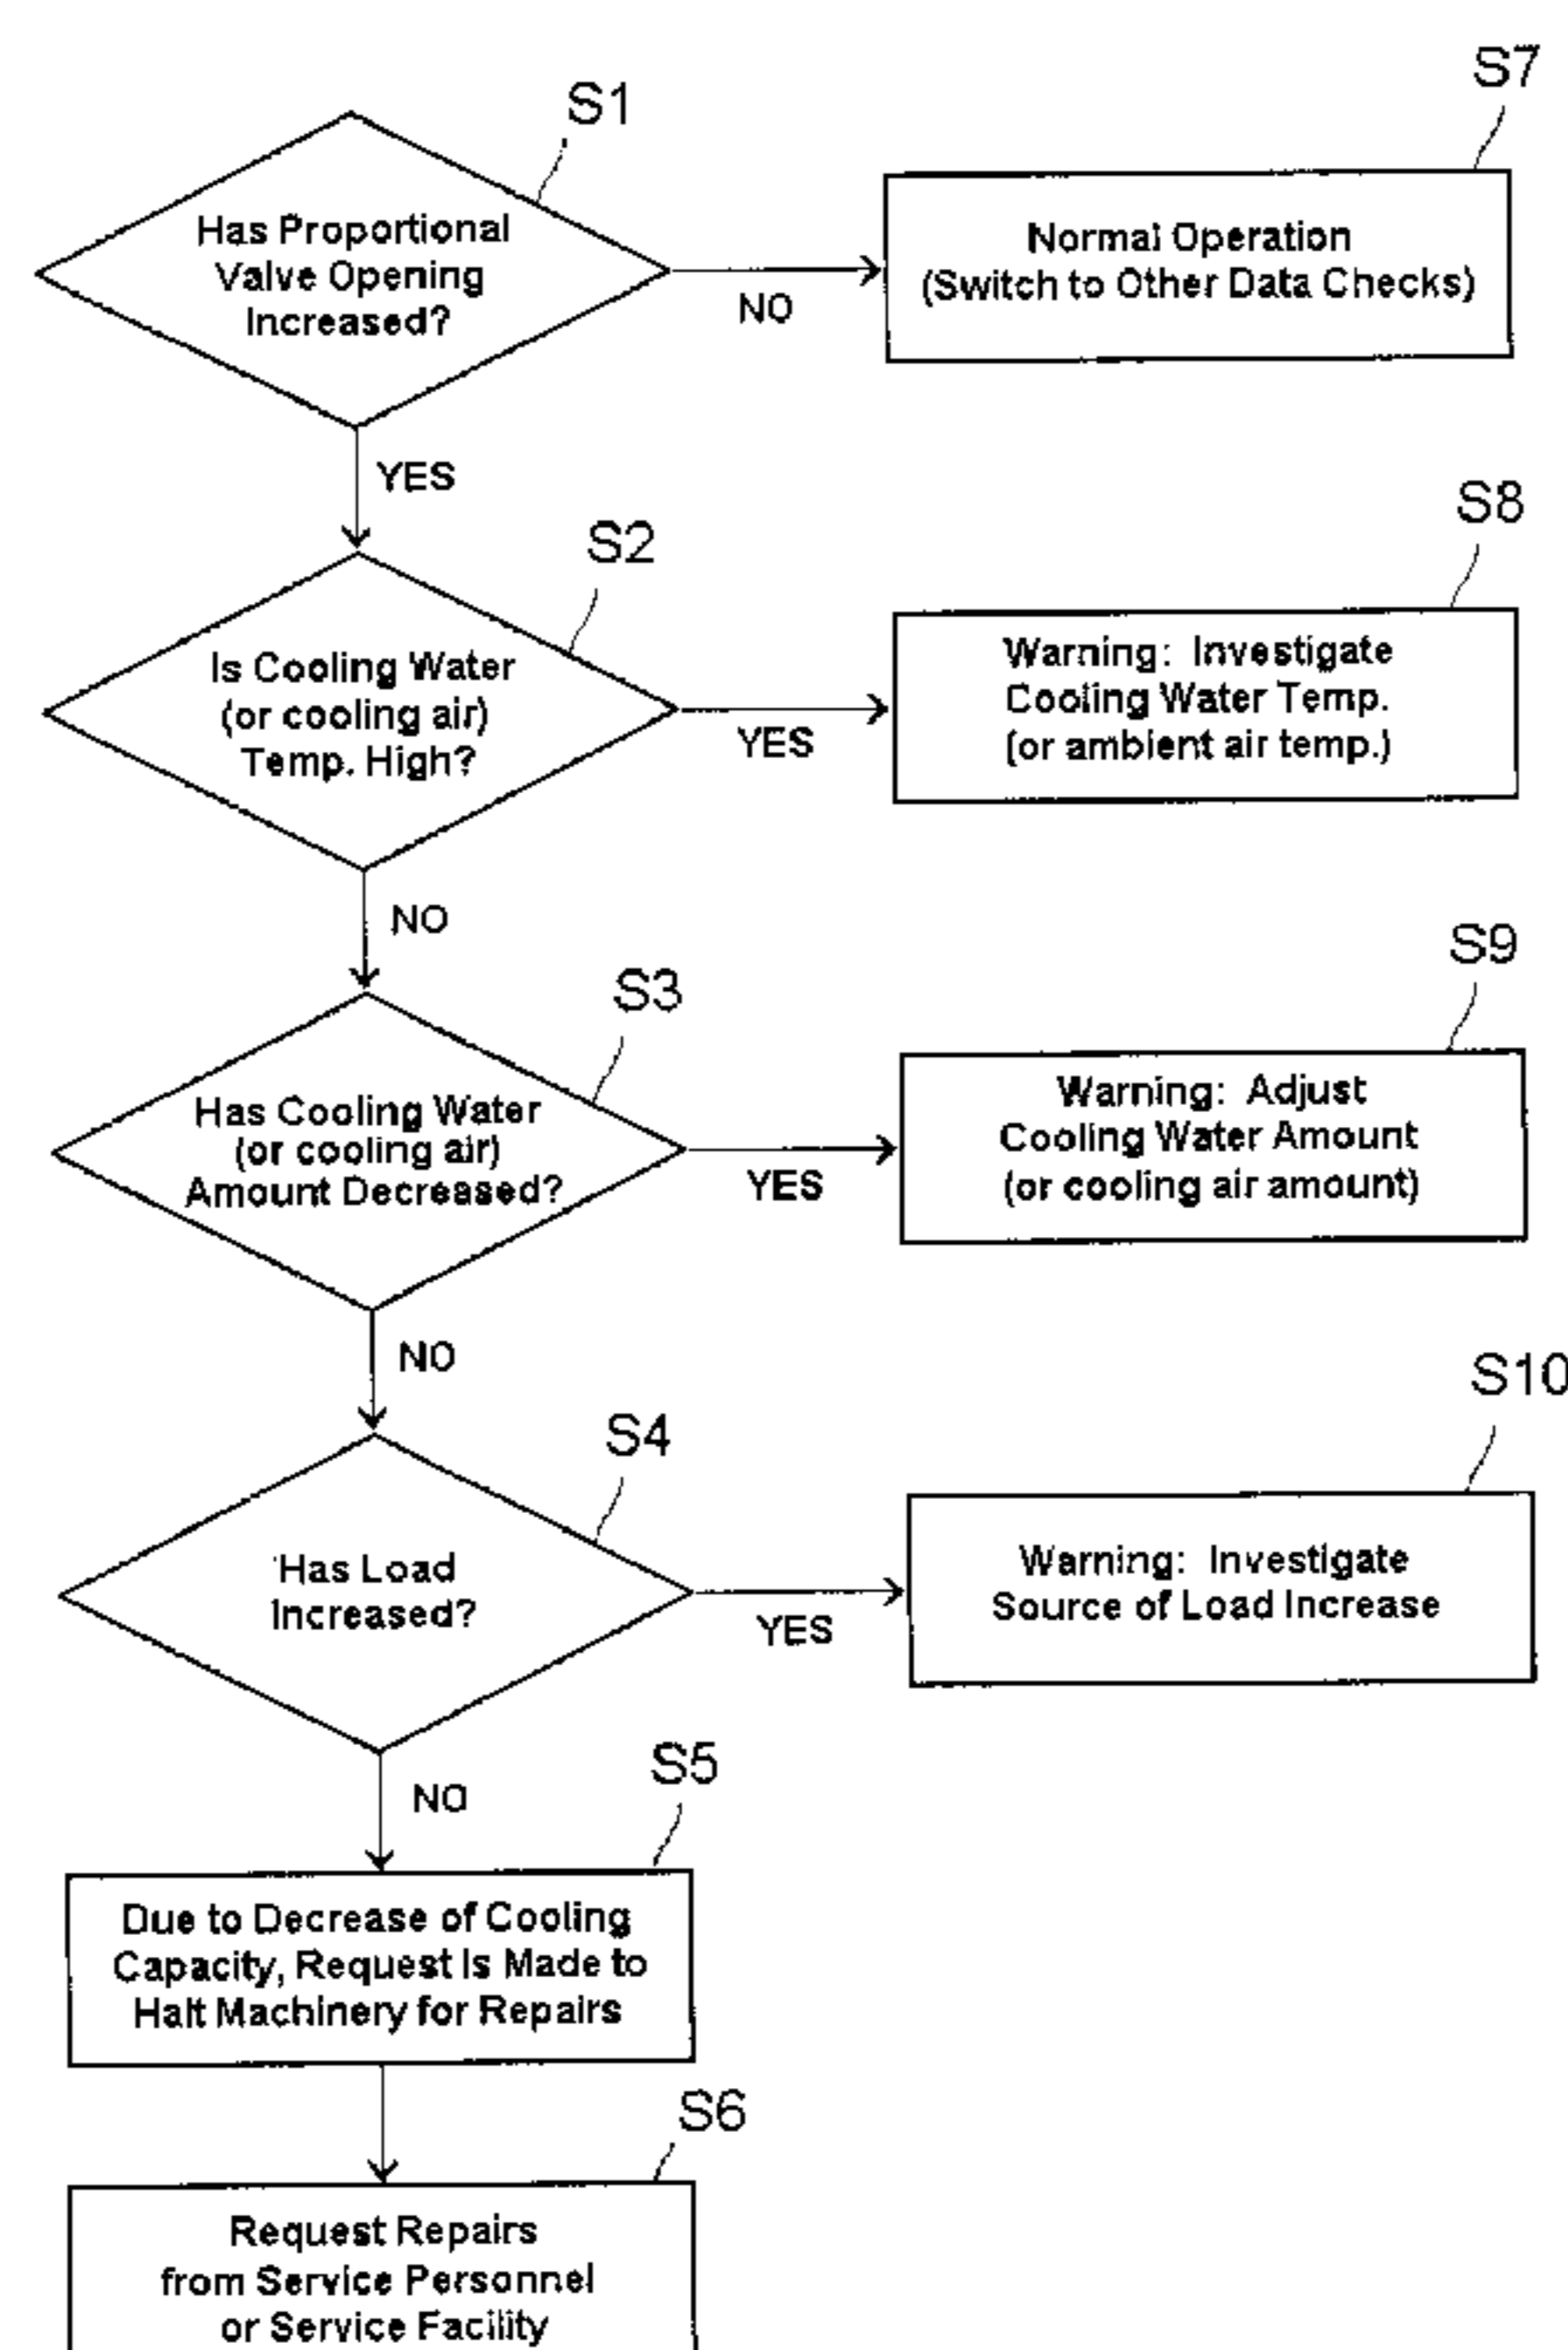 S1
Has Proportional
Valve Opening
Increased?
NO
S7
Normal Operation
(Switch to Other Data Checks)
YES
S2
Is Cooling Water
(or cooling air)
Temp. High?
YES
S8
Warning: Investigate
Cooling Water Temp.
(or ambient air temp.)
NO
S3
Has Cooling Water
(or cooling air)
Amount Decreased?
YES
S9
Warning: Adjust
Cooling Water Amount
(or cooling air amount)
NO
S4
Has Load
Increased?
YES
S10
Warning: Investigate
Source of Load Increase
NO
S5
Due to Decrease of Cooling
Capacity, Request Is Made to
Halt Machinery for Repairs
S6
Request Repairs
from Service Personnel
or Service Facility